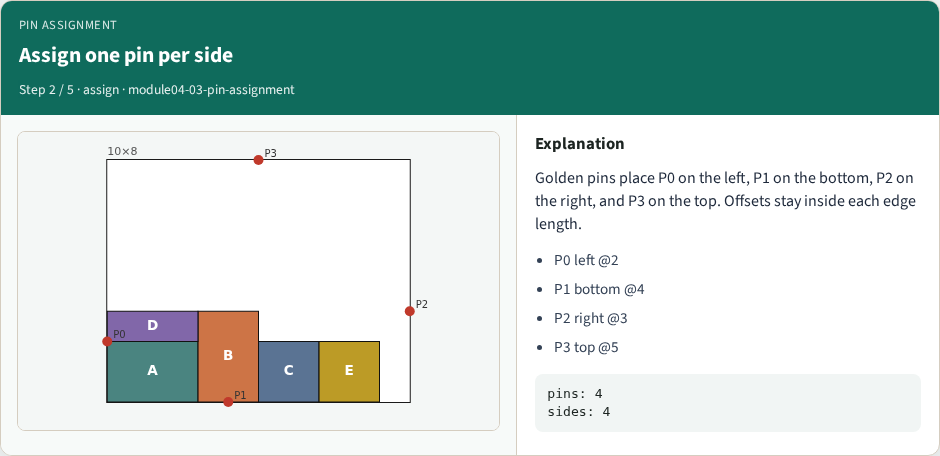 PIN ASSIGNMENT
Assign one pin per side
Step 2 / 5 · assign · module04-03-pin-assignment
10×8
P3
P2
D
P0
B
A
C
E
P1
Explanation
Golden pins place P0 on the left, P1 on the bottom, P2 on
the right, and P3 on the top. Offsets stay inside each edge
length.
• P0 left @2
• P1 bottom @4
• P2 right @3
• P3 top @5
pins: 4
sides: 4